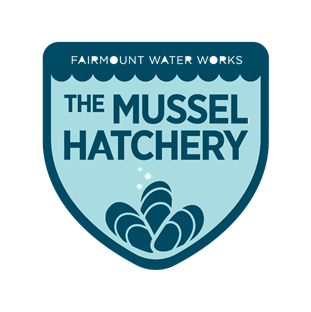 FAIRMOUNT WATER WORKS
THE MUSSEL
HATCHERY